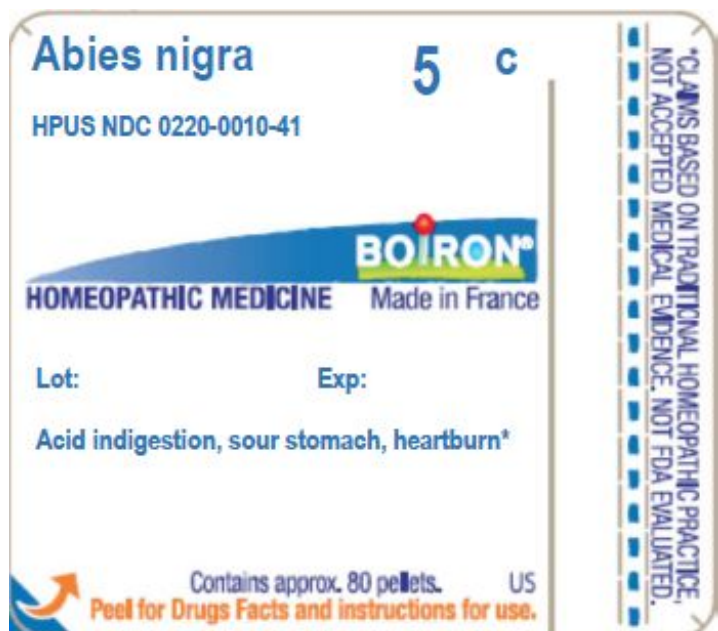 Abies nigra 5 C
HPUS NDC 0220-0010-41
BOIRON®
HOMEOPATHIC MEDICINE Made in France
Lot: Exp:
Acid indigestion, sour stomach, heartburn*
Contains approx. 80 pellets. US
Peel for Drugs Facts and instructions for use.
*CLAIMS BASED ON TRADITIONAL HOMEOPATHIC PRACTICE,
NOT ACCEPTED MEDICAL EVIDENCE. NOT FDA EVALUATED.